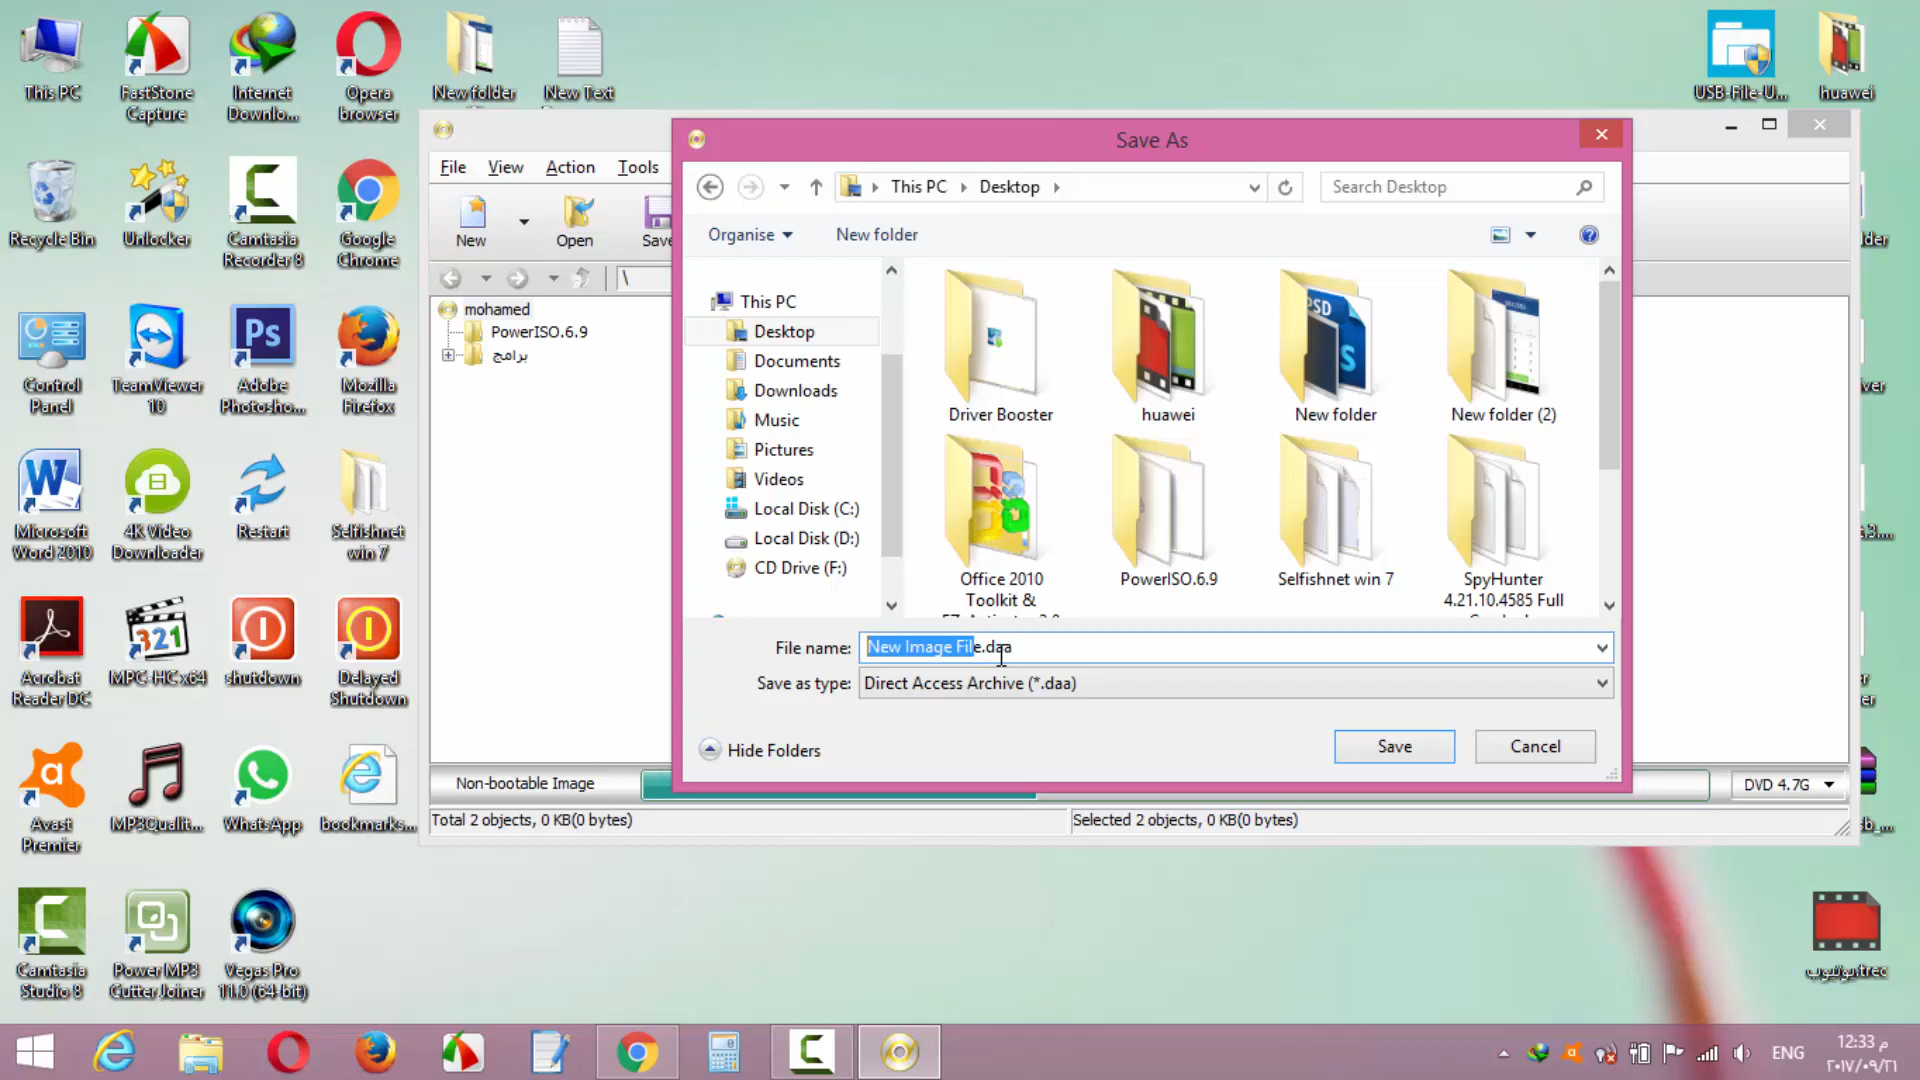 This PC
FastStone
Capture
Internet
Downlo...
Opera
browser
New folder
New Text
USB-File-U...
huawei
Recycle Bin
Unlocker
Camtasia
Recorder 8
Google
Chrome
Control
Panel
TeamViewer
10
Adobe
Photosho...
Mozilla
Firefox
Microsoft
Word 2010
4K Video
Downloader
Restart
Selfishnet
win 7
Acrobat
Reader DC
MPC-HC x64
shutdown
Delayed
Shutdown
Avast
Premier
MP3Qualit...
WhatsApp
bookmarks...
Camtasia
Studio 8
Power MP3
Cutter Joiner
Vegas Pro
11.0 (64-bit)
File View Action Tools
New
Open
Save
\
mohamed
PowerISO.6.9
برامج
Non-bootable Image
DVD 4.7G
Total 2 objects, 0 KB(0 bytes)
Selected 2 objects, 0 KB(0 bytes)
Save As
This PC
Desktop
Search Desktop
Organise
New folder
This PC
Desktop
Documents
Downloads
Music
Pictures
Videos
Local Disk (C:)
Local Disk (D:)
CD Drive (F:)
Driver Booster
huawei
New folder
New folder (2)
Office 2010
Toolkit &
PowerISO.6.9
Selfishnet win 7
SpyHunter
4.21.10.4585 Full
File name:
New Image File.daa
Save as type:
Direct Access Archive (*.daa)
Hide Folders
Save
Cancel
ENG
12:33 م
٢٠١٧/٠٩/٢١